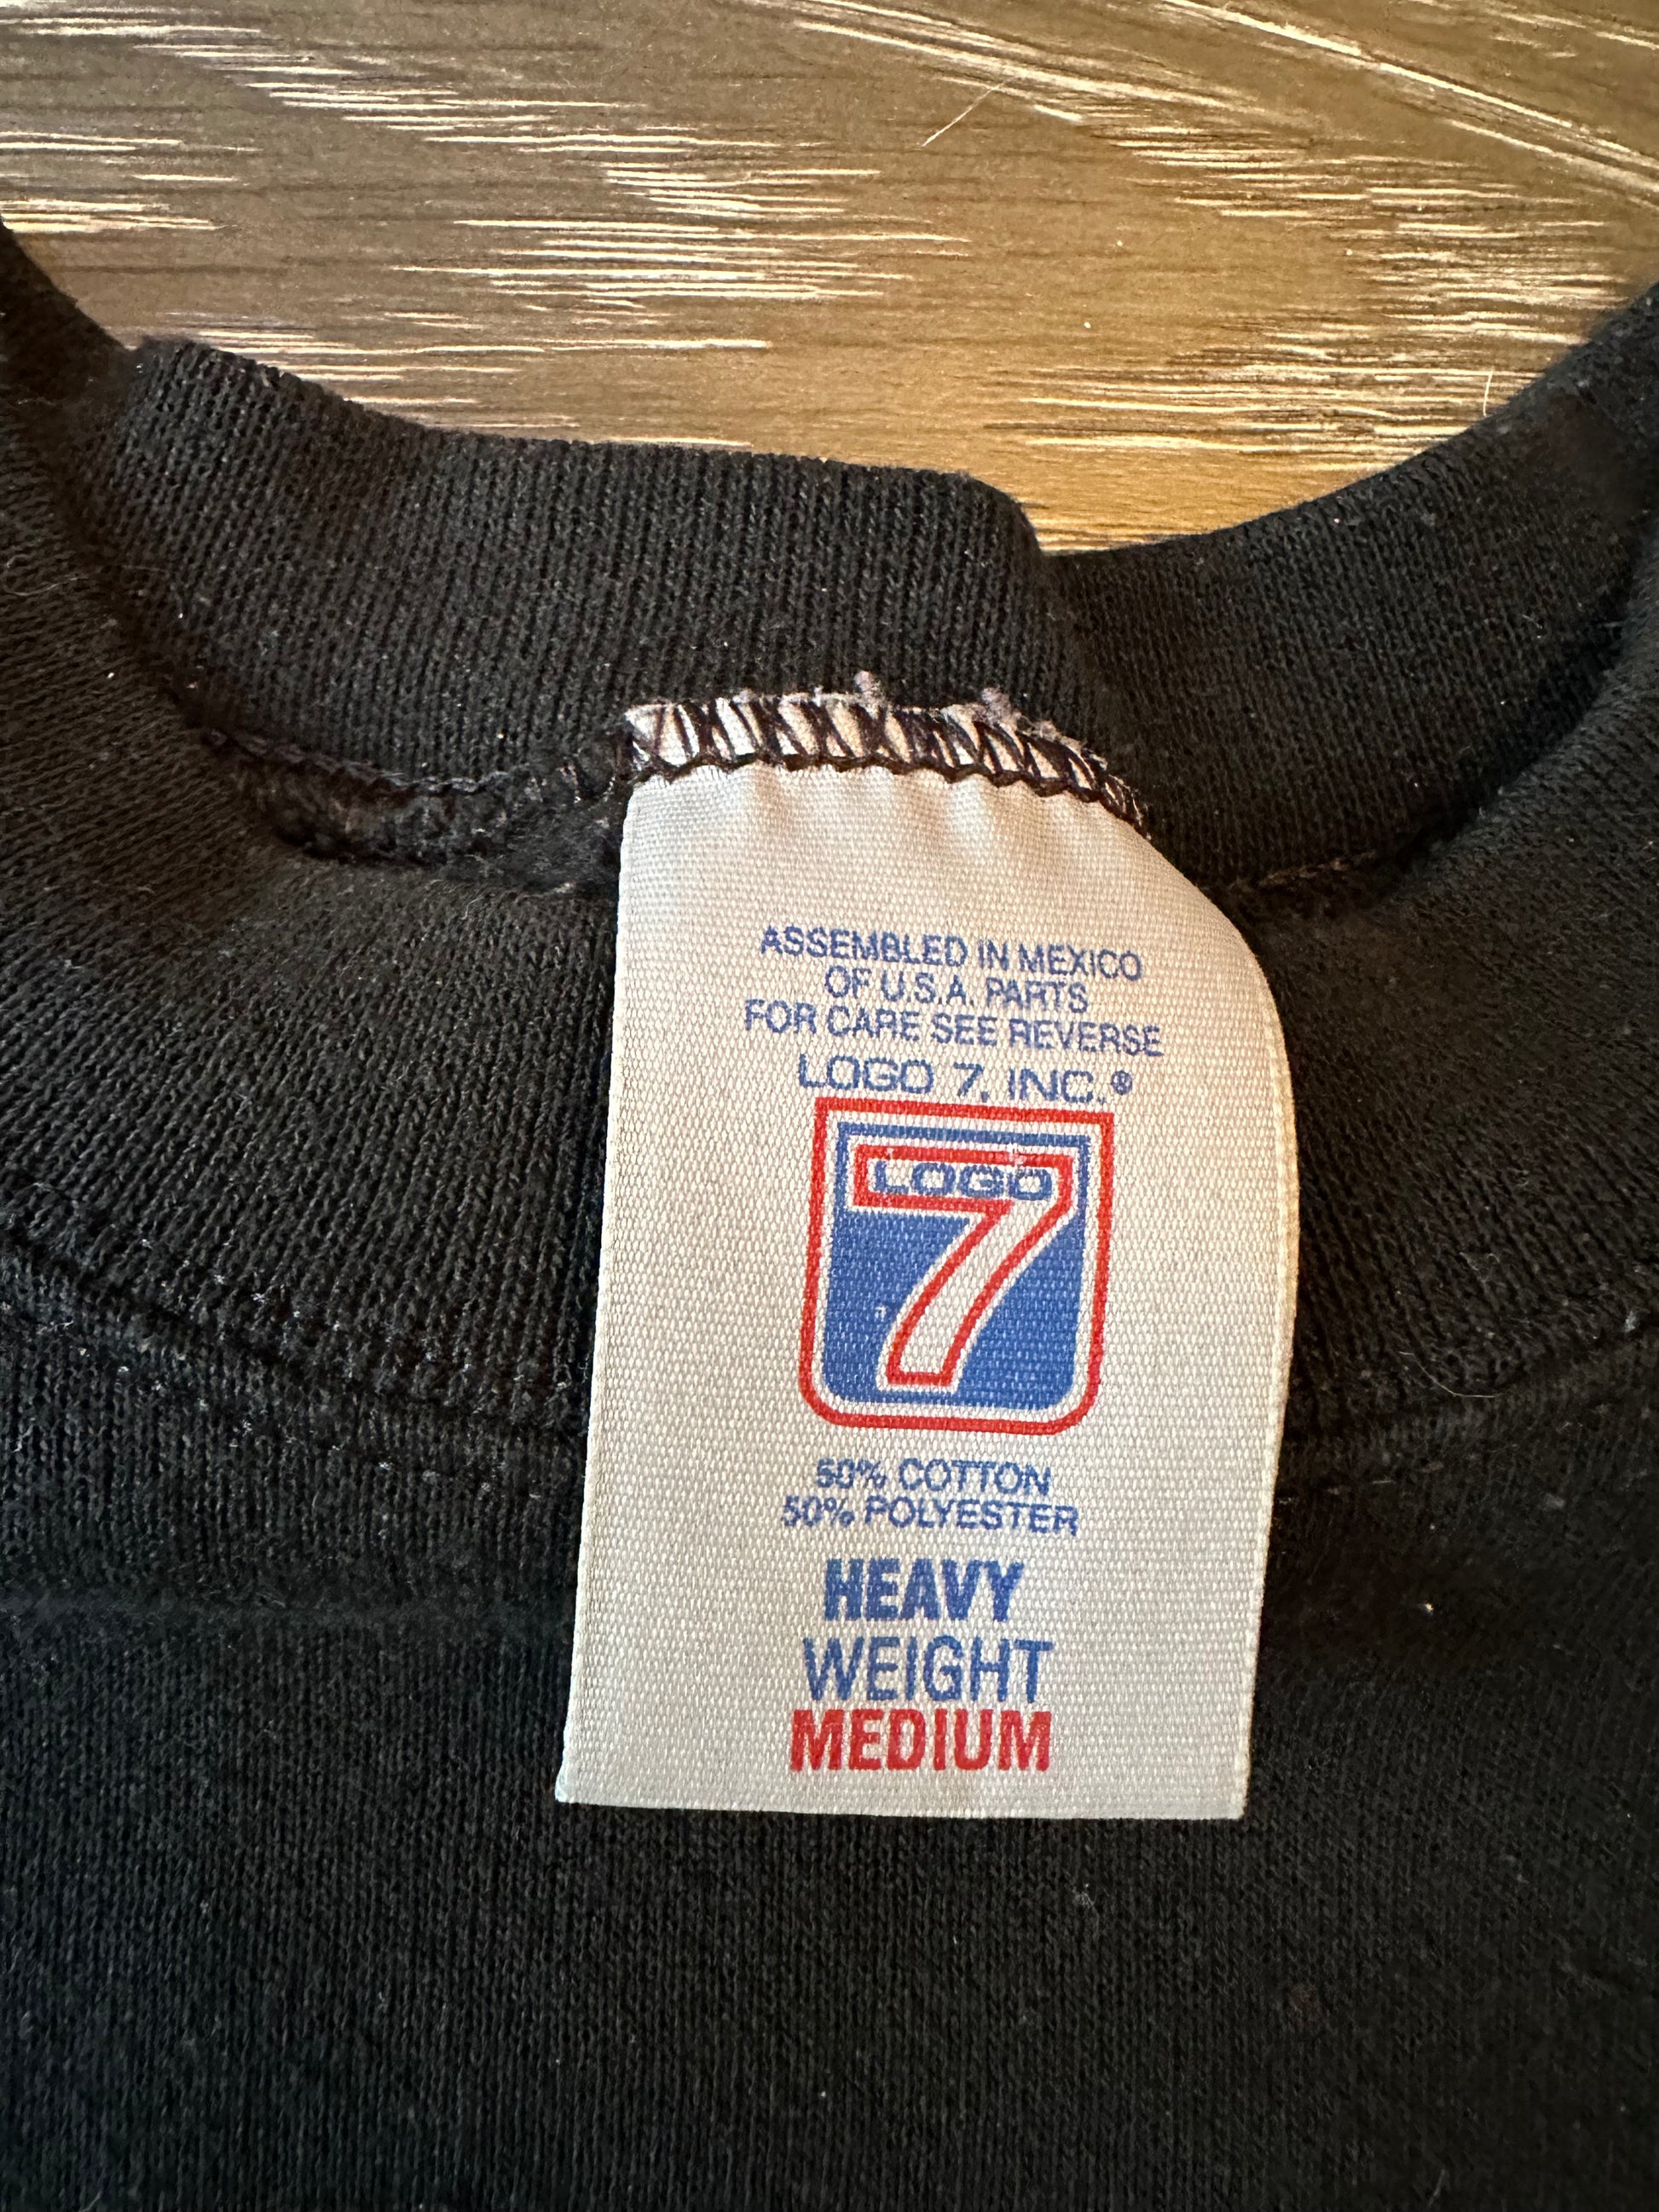 ASSEMBLED IN MEXICO
OF U.S.A. PARTS
FOR CARE SEE REVERSE
LOGO 7, INC.®
LOGO
7
50% COTTON
50% POLYESTER
HEAVY
WEIGHT
MEDIUM